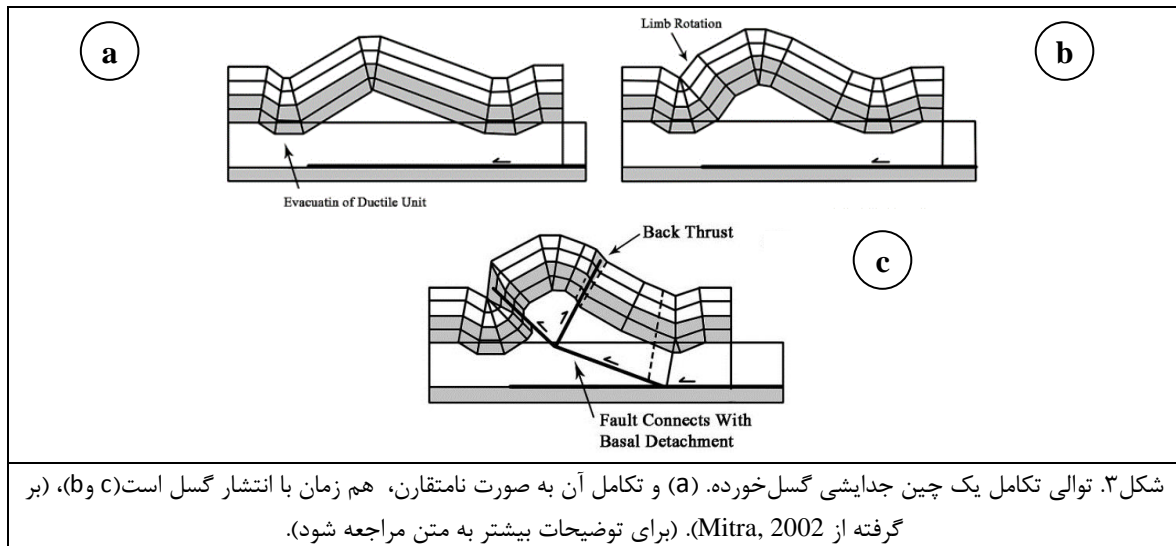 a
Limb Rotation
b
Evacuatin of Ductile Unit
Back Thrust
c
Fault Connects With
Basal Detachment
شکل۳. توالی تکامل یک چین جدایشی گسل‌خورده. (a) و تکامل آن به صورت نامتقارن، هم زمان با انتشار گسل است(c وb)، (بر
گرفته از Mitra, 2002). (برای توضیحات بیشتر به متن مراجعه شود).